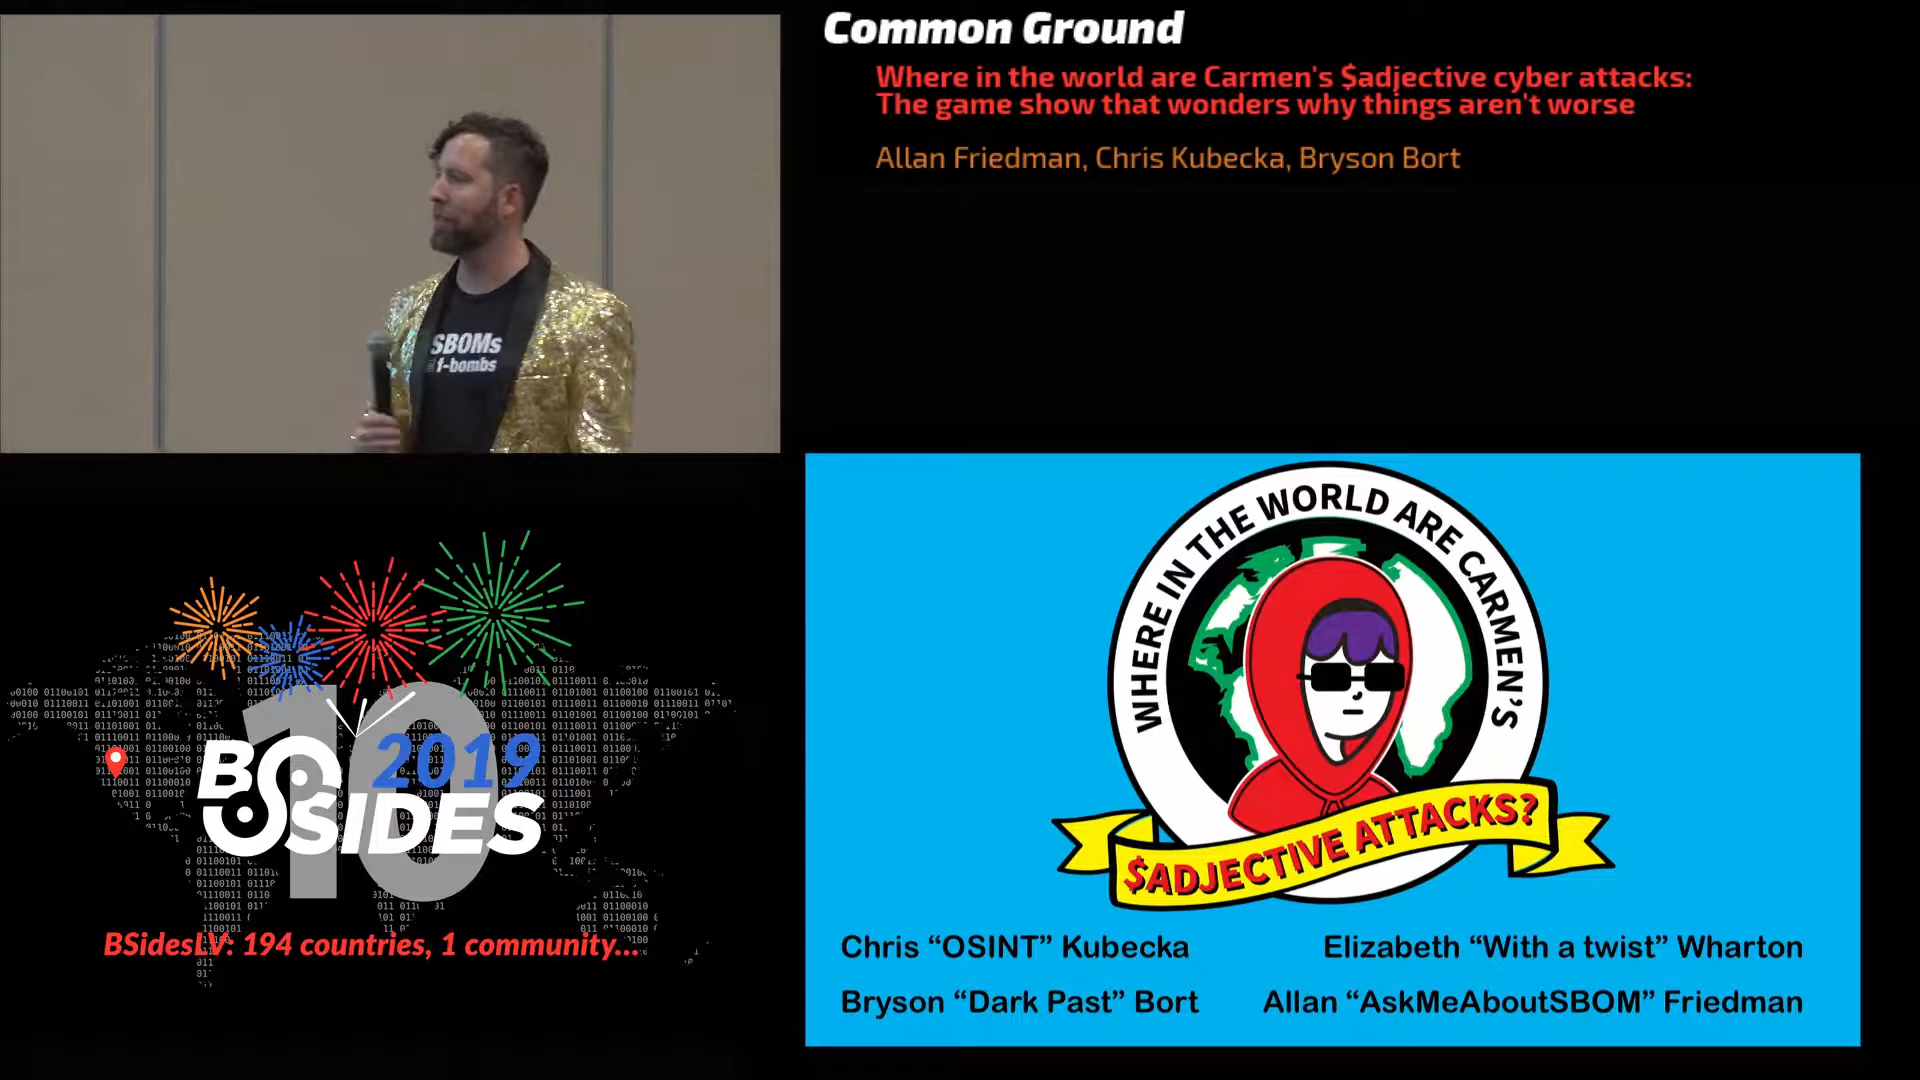 Common Ground
Where in the world are Carmen's $adjective cyber attacks:
The game show that wonders why things aren't worse
Allan Friedman, Chris Kubecka, Bryson Bort
SBOMs
f-bombs
WHERE IN THE WORLD ARE CARMEN'S
$ADJECTIVE ATTACKS?
Chris “OSINT” Kubecka
Elizabeth “With a twist” Wharton
Bryson “Dark Past” Bort
Allan “AskMeAboutSBOM” Friedman
10
2019
BSIDES
BSidesLV: 194 countries, 1 community...